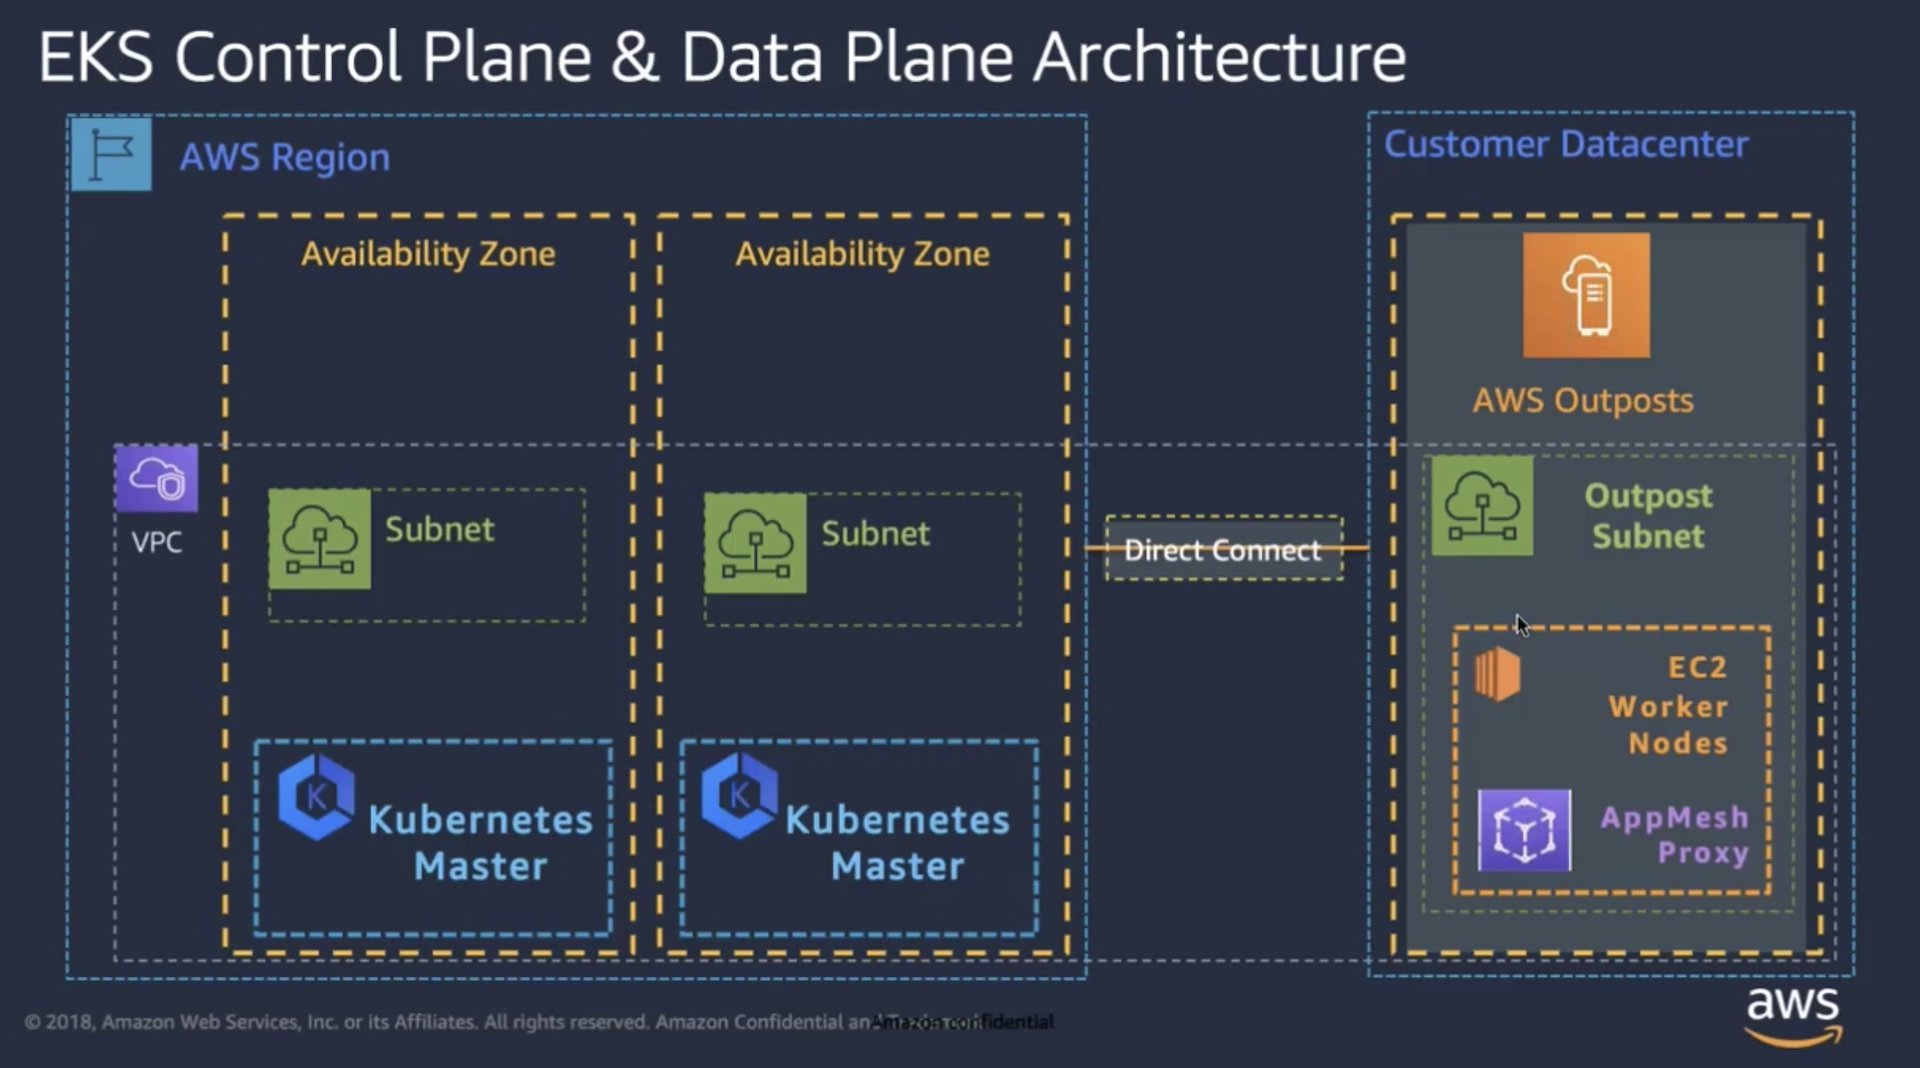 EKS Control Plane & Data Plane Architecture
AWS Region
Customer Datacenter
Availability Zone
Availability Zone
AWS Outposts
VPC
Subnet
Subnet
Direct Connect
Outpost
Subnet
EC2
Worker
Nodes
AppMesh
Proxy
K
Kubernetes
Master
K
Kubernetes
Master
© 2018, Amazon Web Services, Inc. or its Affiliates. All rights reserved. Amazon Confidential
aws